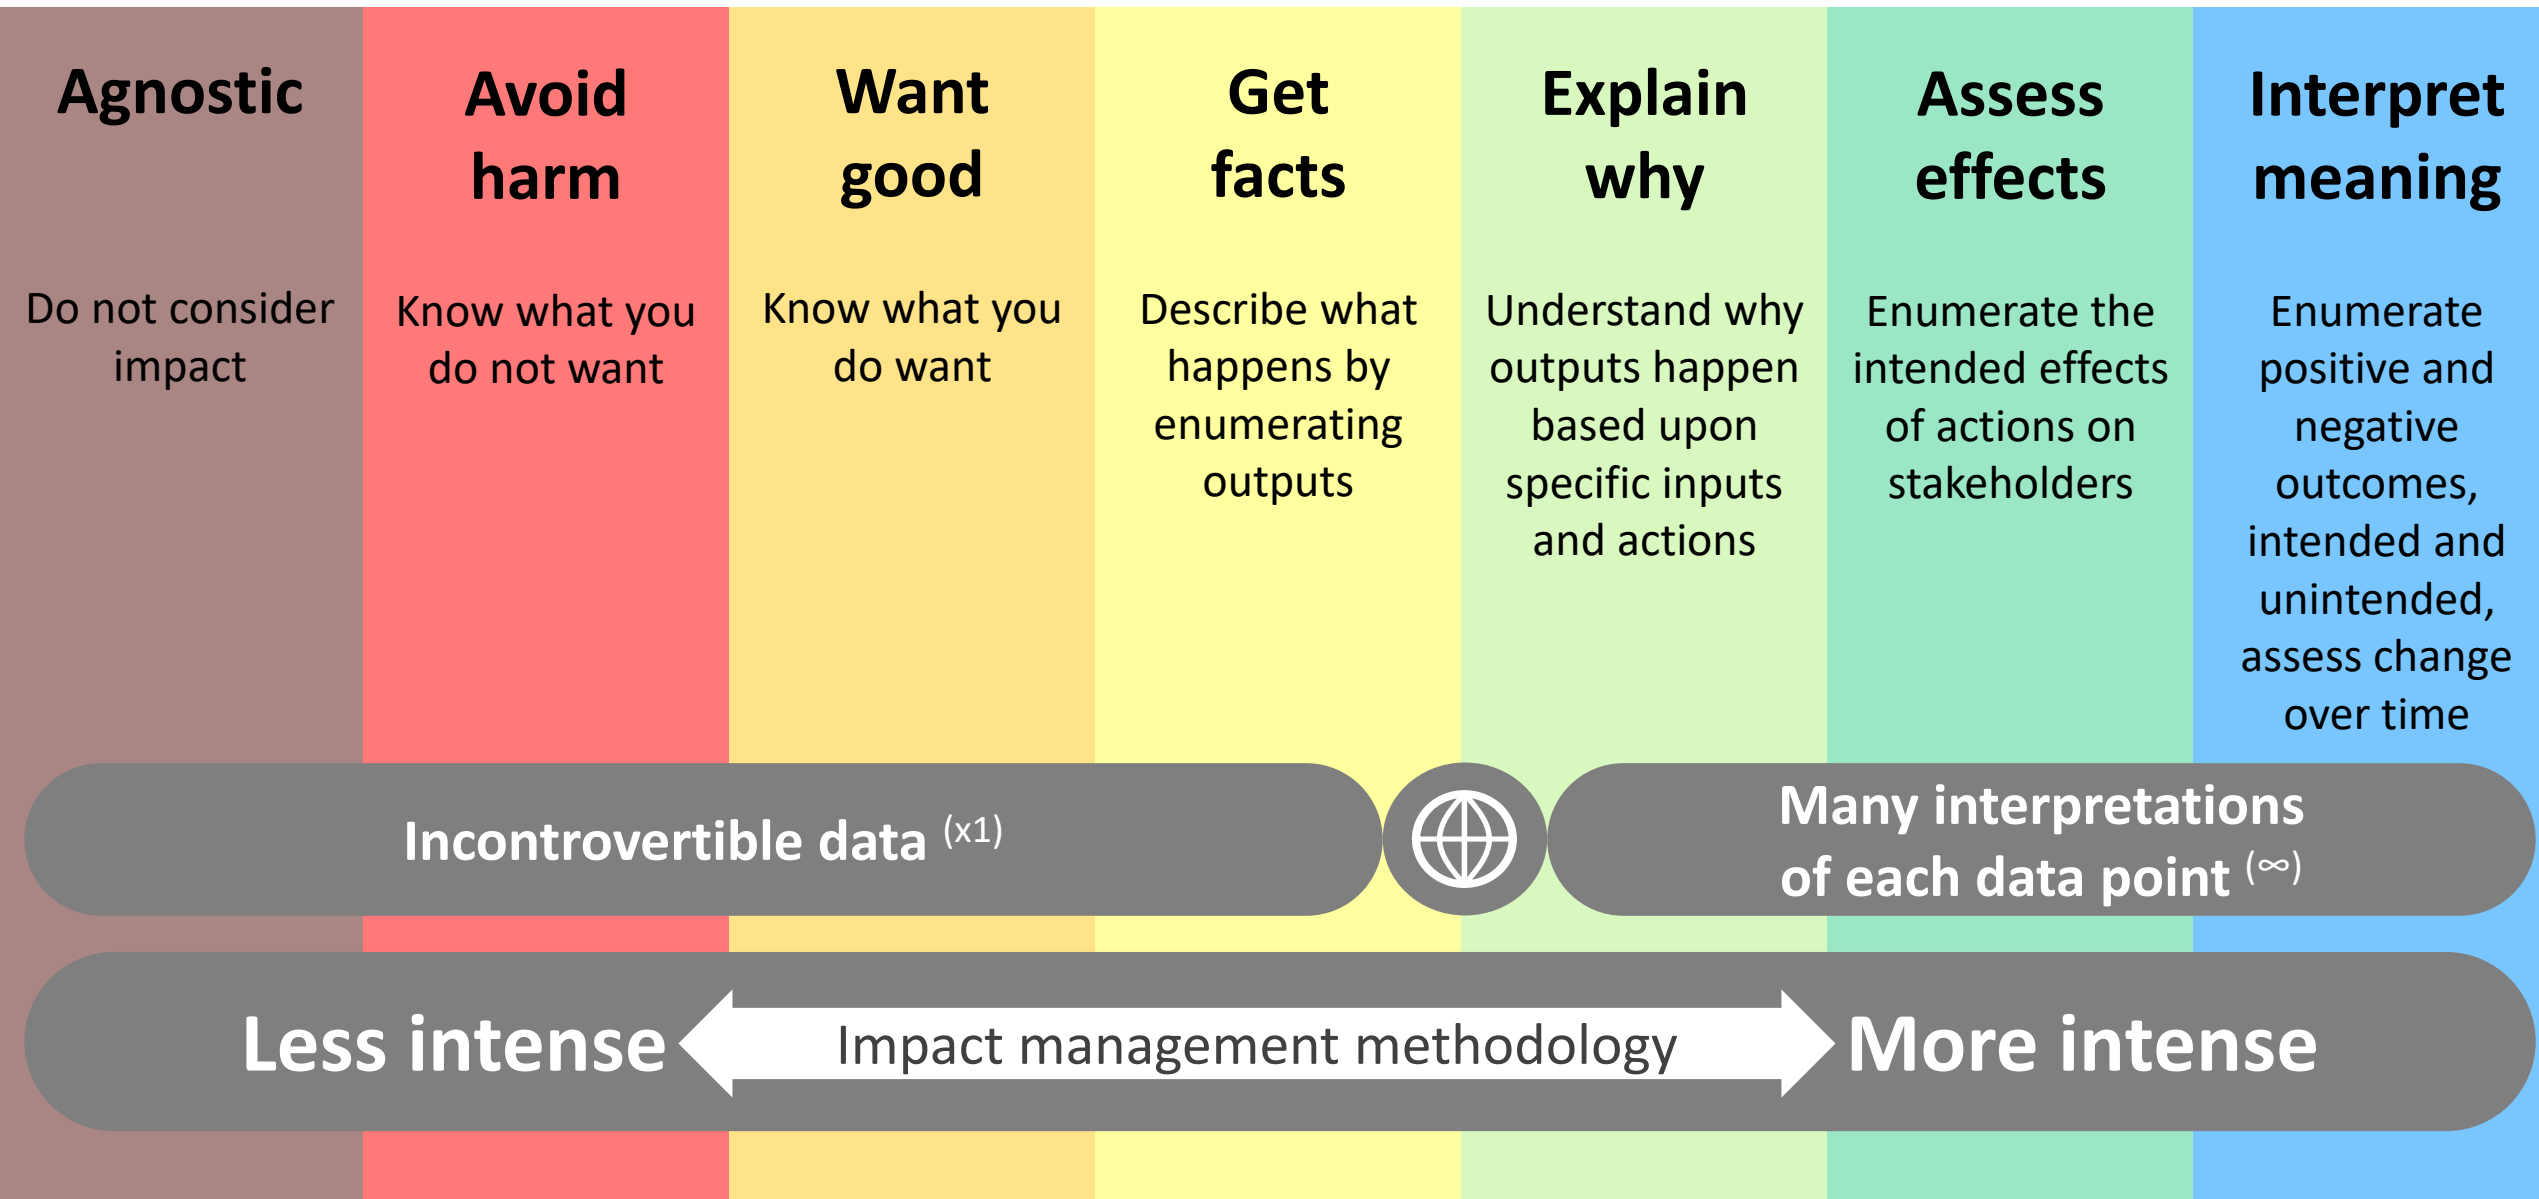 Agnostic
Do not consider
impact
Avoid
harm
Know what you
do not want
Want
good
Know what you
do want
Get
facts
Describe what
happens by
enumerating
outputs
Explain
why
Understand why
outputs happen
based upon
specific inputs
and actions
Assess
effects
Enumerate the
intended effects
of actions on
stakeholders
Interpret
meaning
Enumerate
positive and
negative
outcomes,
intended and
unintended,
assess change
over time
Incontrovertible data (x1)
Many interpretations
of each data point (∞)
Less intense
Impact management methodology
More intense